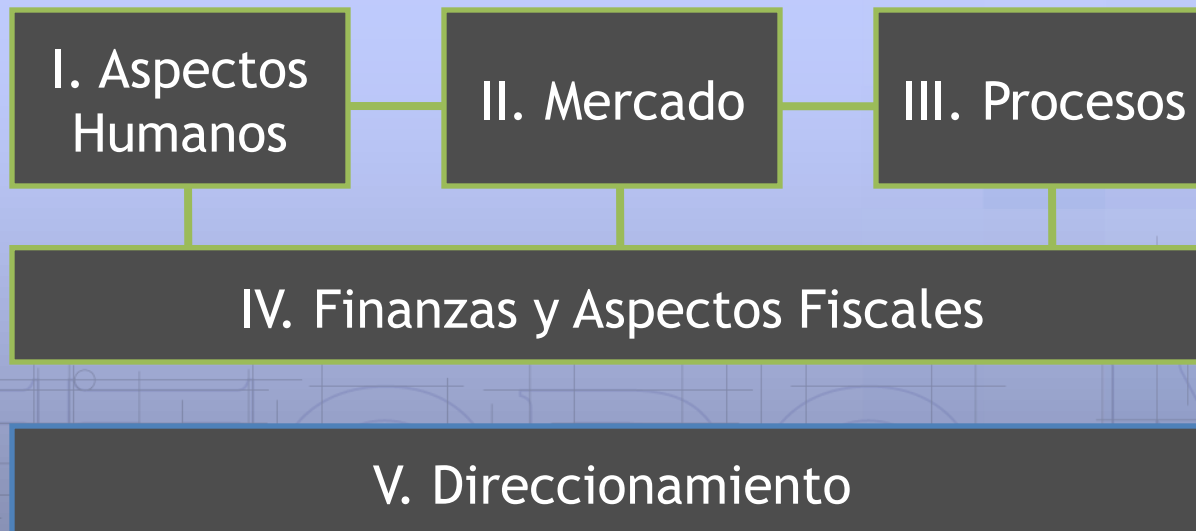 I. Aspectos
Humanos
II. Mercado
III. Procesos
IV. Finanzas y Aspectos Fiscales
V. Direccionamiento